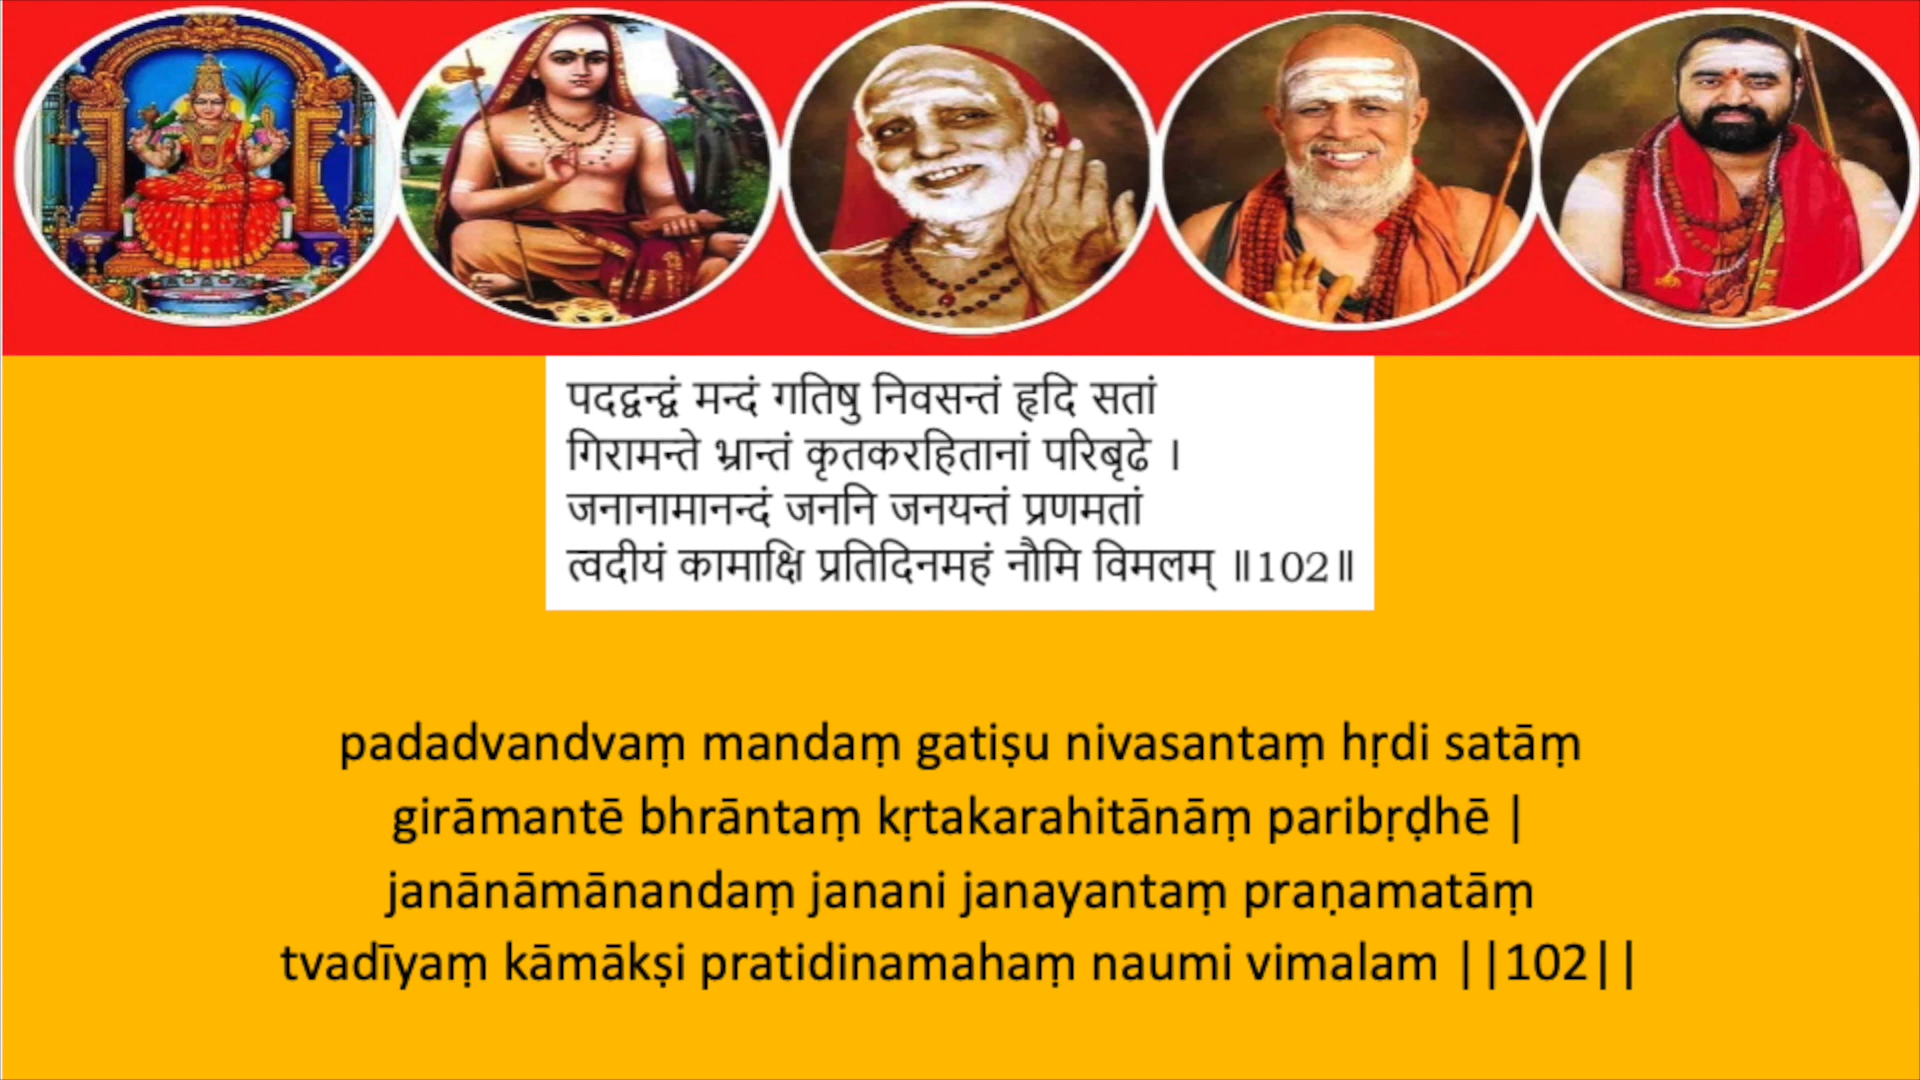 पदद्वन्द्वं मन्दं गतिषु निवसन्तं हृदि सतां
गिरामन्ते भ्रान्तं कृतकरहितानां परिबृढे ।
जनानामानन्दं जननि जनयन्तं प्रणमतां
त्वदीयं कामाक्षि प्रतिदिनमहं नौमि विमलम् ॥102॥
padadvandvaṃ mandaṃ gatiṣu nivasantaṃ hṛdi satāṃ
girāmantē bhrāntaṃ kṛtakarahitānāṃ paribṛḍhē |
janānāmānandaṃ janani janayantaṃ praṇamatāṃ
tvadīyaṃ kāmākṣi pratidinamahaṃ naumi vimalam ||102||